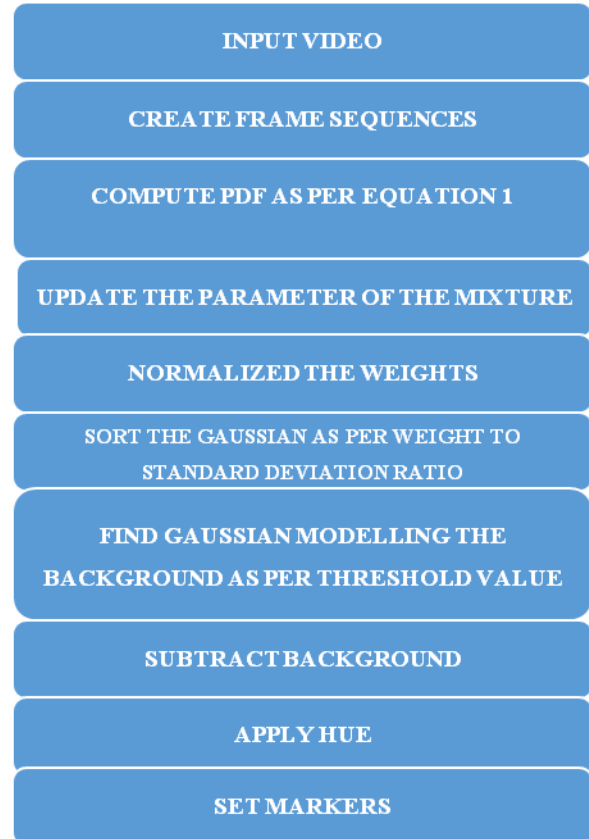 INPUT VIDEO
CREATE FRAME SEQUENCES
COMPUTE PDF AS PER EQUATION 1
UPDATE THE PARAMETER OF THE MIXTURE
NORMALIZED THE WEIGHTS
SORT THE GAUSSIAN AS PER WEIGHT TO
STANDARD DEVIATION RATIO
FIND GAUSSIAN MODELLING THE
BACKGROUND AS PER THRESHOLD VALUE
SUBTRACT BACKGROUND
APPLY HUE
SET MARKERS